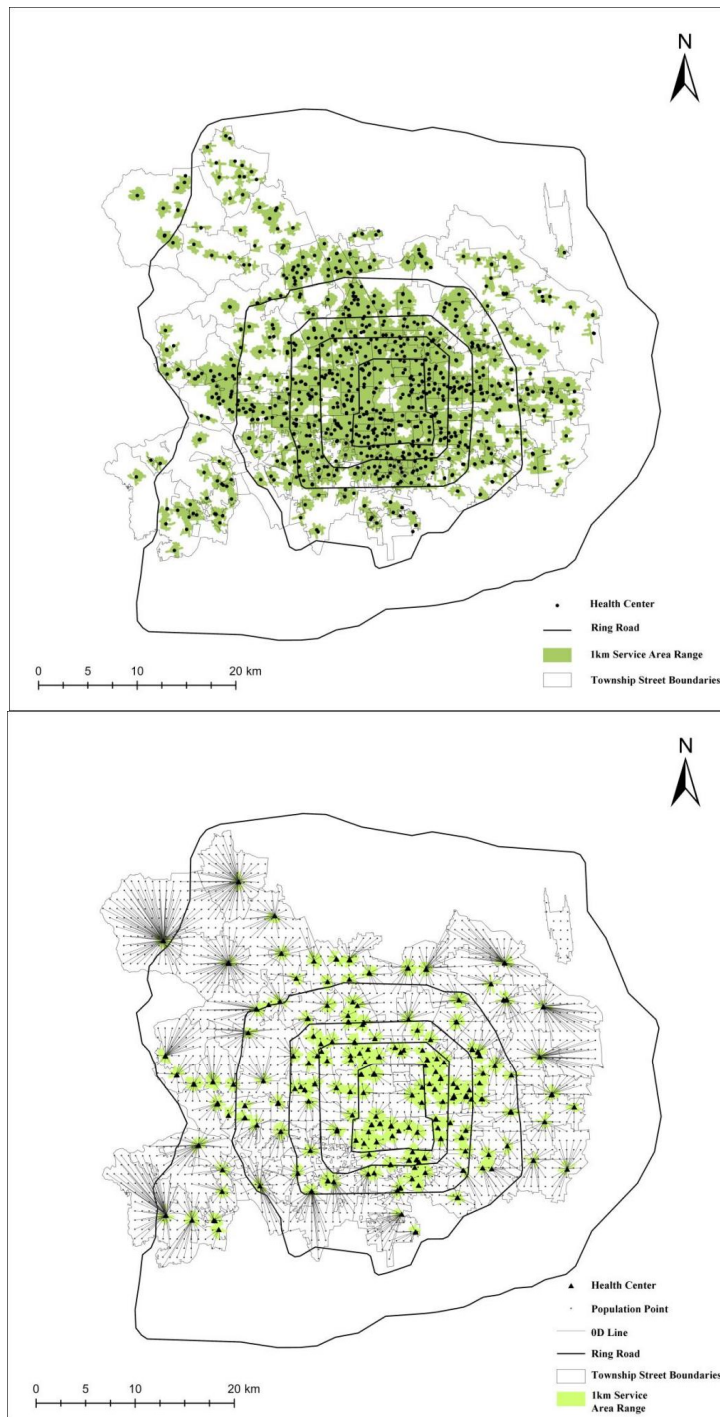 N
Health Center
Ring Road
1km Service Area Range
Township Street Boundaries
0 5 10 20 km
N
Health Center
Population Point
0D Line
Ring Road
Township Street Boundaries
1km Service
Area Range
0 5 10 20 km